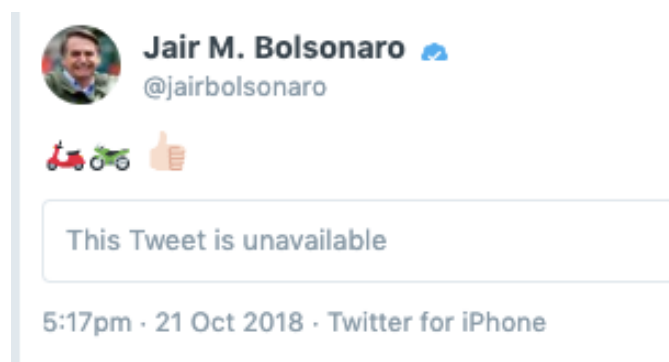 Jair M. Bolsonaro
@jairbolsonaro
🛵🏍️ 👍🏻
This Tweet is unavailable
5:17pm · 21 Oct 2018 · Twitter for iPhone